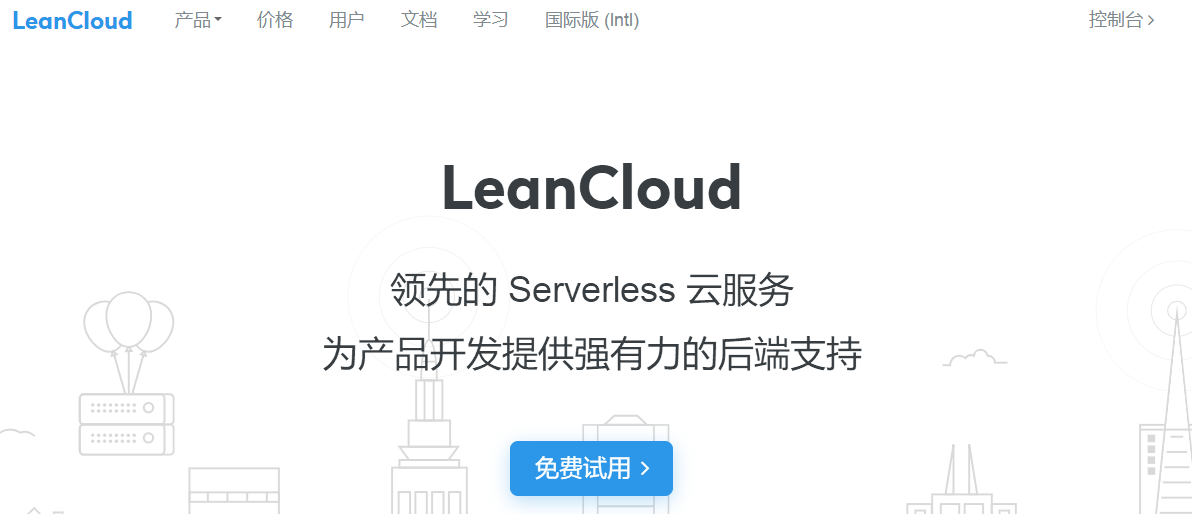 LeanCloud 产品 价格 用户 文档 学习 国际版 (Intl) 控制台
LeanCloud
领先的 Serverless 云服务
为产品开发提供强有力的后端支持
免费试用